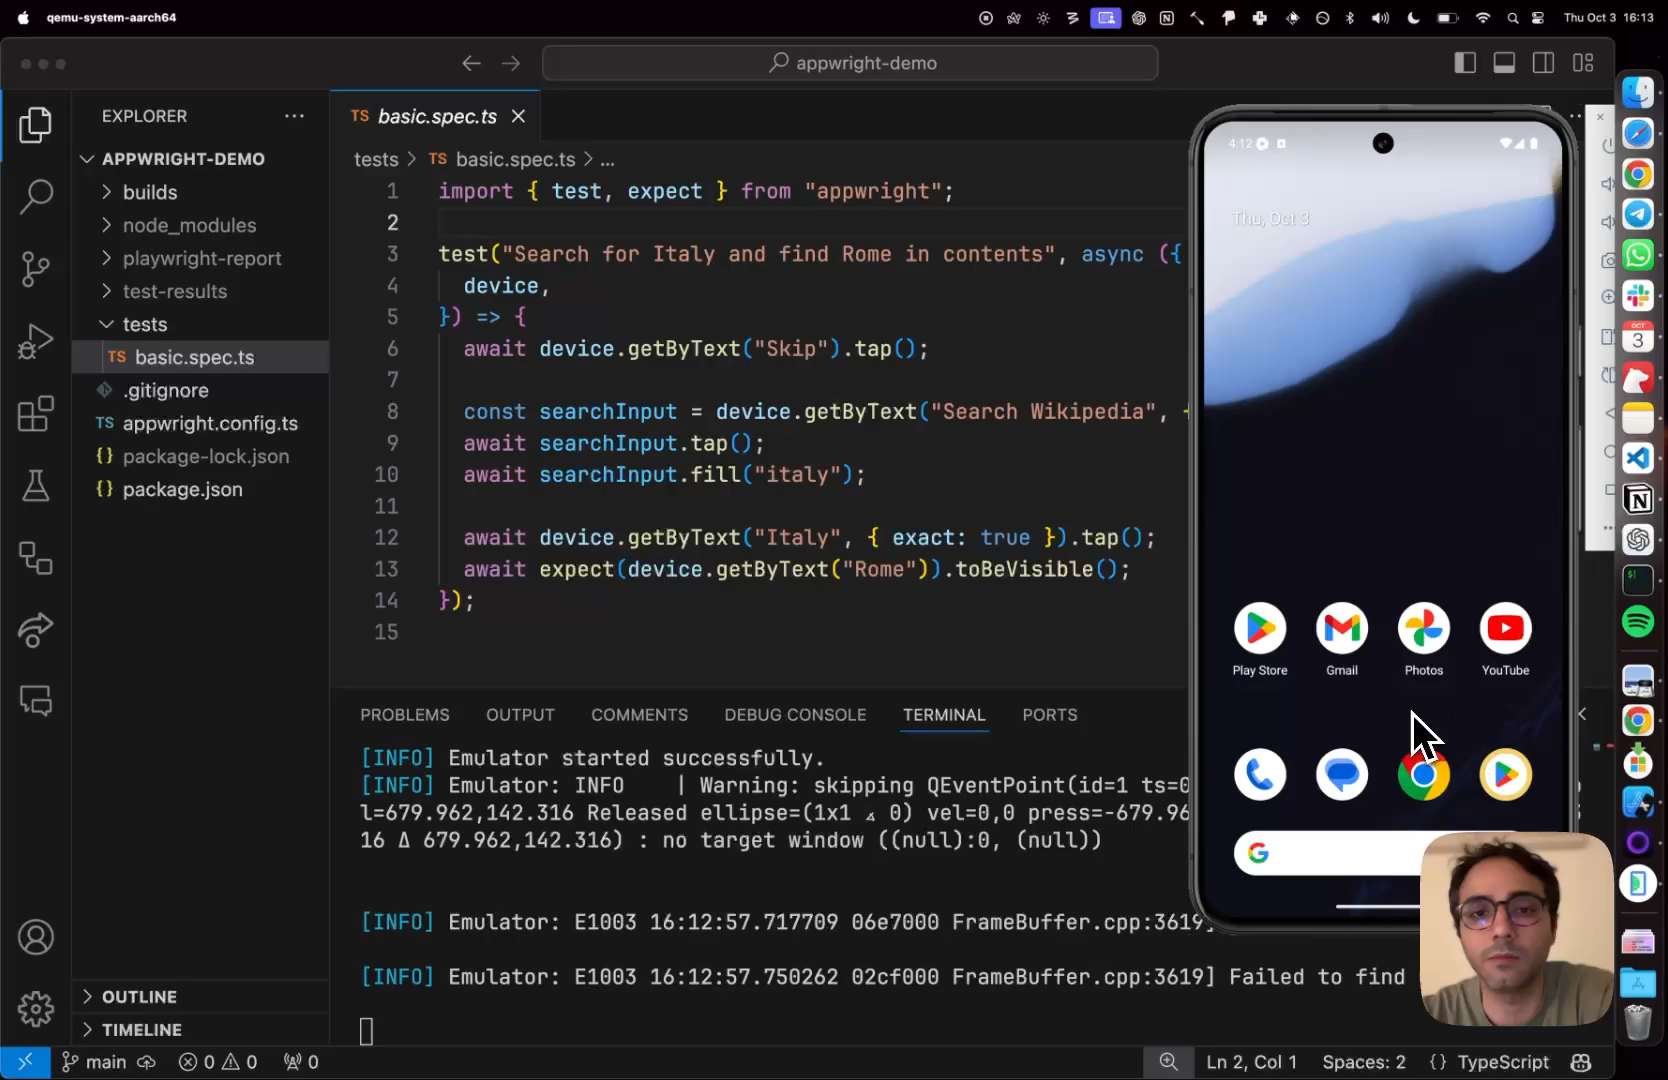 qemu-system-aarch64
Thu Oct 3 16:13
appwright-demo
EXPLORER
APPWRIGHT-DEMO
builds
node_modules
playwright-report
test-results
tests
TS basic.spec.ts
.gitignore
TS appwright.config.ts
{} package-lock.json
{} package.json
OUTLINE
TIMELINE
TS basic.spec.ts
tests > TS basic.spec.ts > ...
1 import { test, expect } from "appwright";
2
3 test("Search for Italy and find Rome in contents", async ({
4 device,
5 }) => {
6 await device.getByText("Skip").tap();
7
8 const searchInput = device.getByText("Search Wikipedia", {
9 await searchInput.tap();
10 await searchInput.fill("italy");
11
12 await device.getByText("Italy", { exact: true }).tap();
13 await expect(device.getByText("Rome")).toBeVisible();
14 });
15
PROBLEMS OUTPUT COMMENTS DEBUG CONSOLE TERMINAL PORTS
[INFO] Emulator started successfully.
[INFO] Emulator: INFO | Warning: skipping QEventPoint(id=1 ts=0
l=679.962,142.316 Released ellipse=(1x1 ∡ 0) vel=0,0 press=-679.96
16 Δ 679.962,142.316) : no target window ((null):0, (null))
[INFO] Emulator: E1003 16:12:57.717709 06e7000 FrameBuffer.cpp:3619]
[INFO] Emulator: E1003 16:12:57.750262 02cf000 FrameBuffer.cpp:3619] Failed to find
4:12
Thu, Oct 3
Play Store
Gmail
Photos
YouTube
OCT
3
main
0 0
0
Ln 2, Col 1
Spaces: 2
{} TypeScript